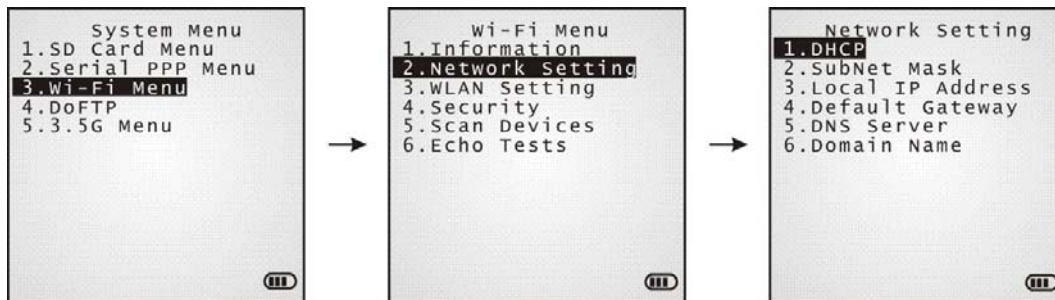 System Menu
1.SD Card Menu
2.Serial PPP Menu
3.Wi-Fi Menu
4.DoFTP
5.3.5G Menu
Wi-Fi Menu
1.Information
2.Network Setting
3.WLAN Setting
4.Security
5.Scan Devices
6.Echo Tests
Network Setting
1.DHCP
2.SubNet Mask
3.Local IP Address
4.Default Gateway
5.DNS Server
6.Domain Name